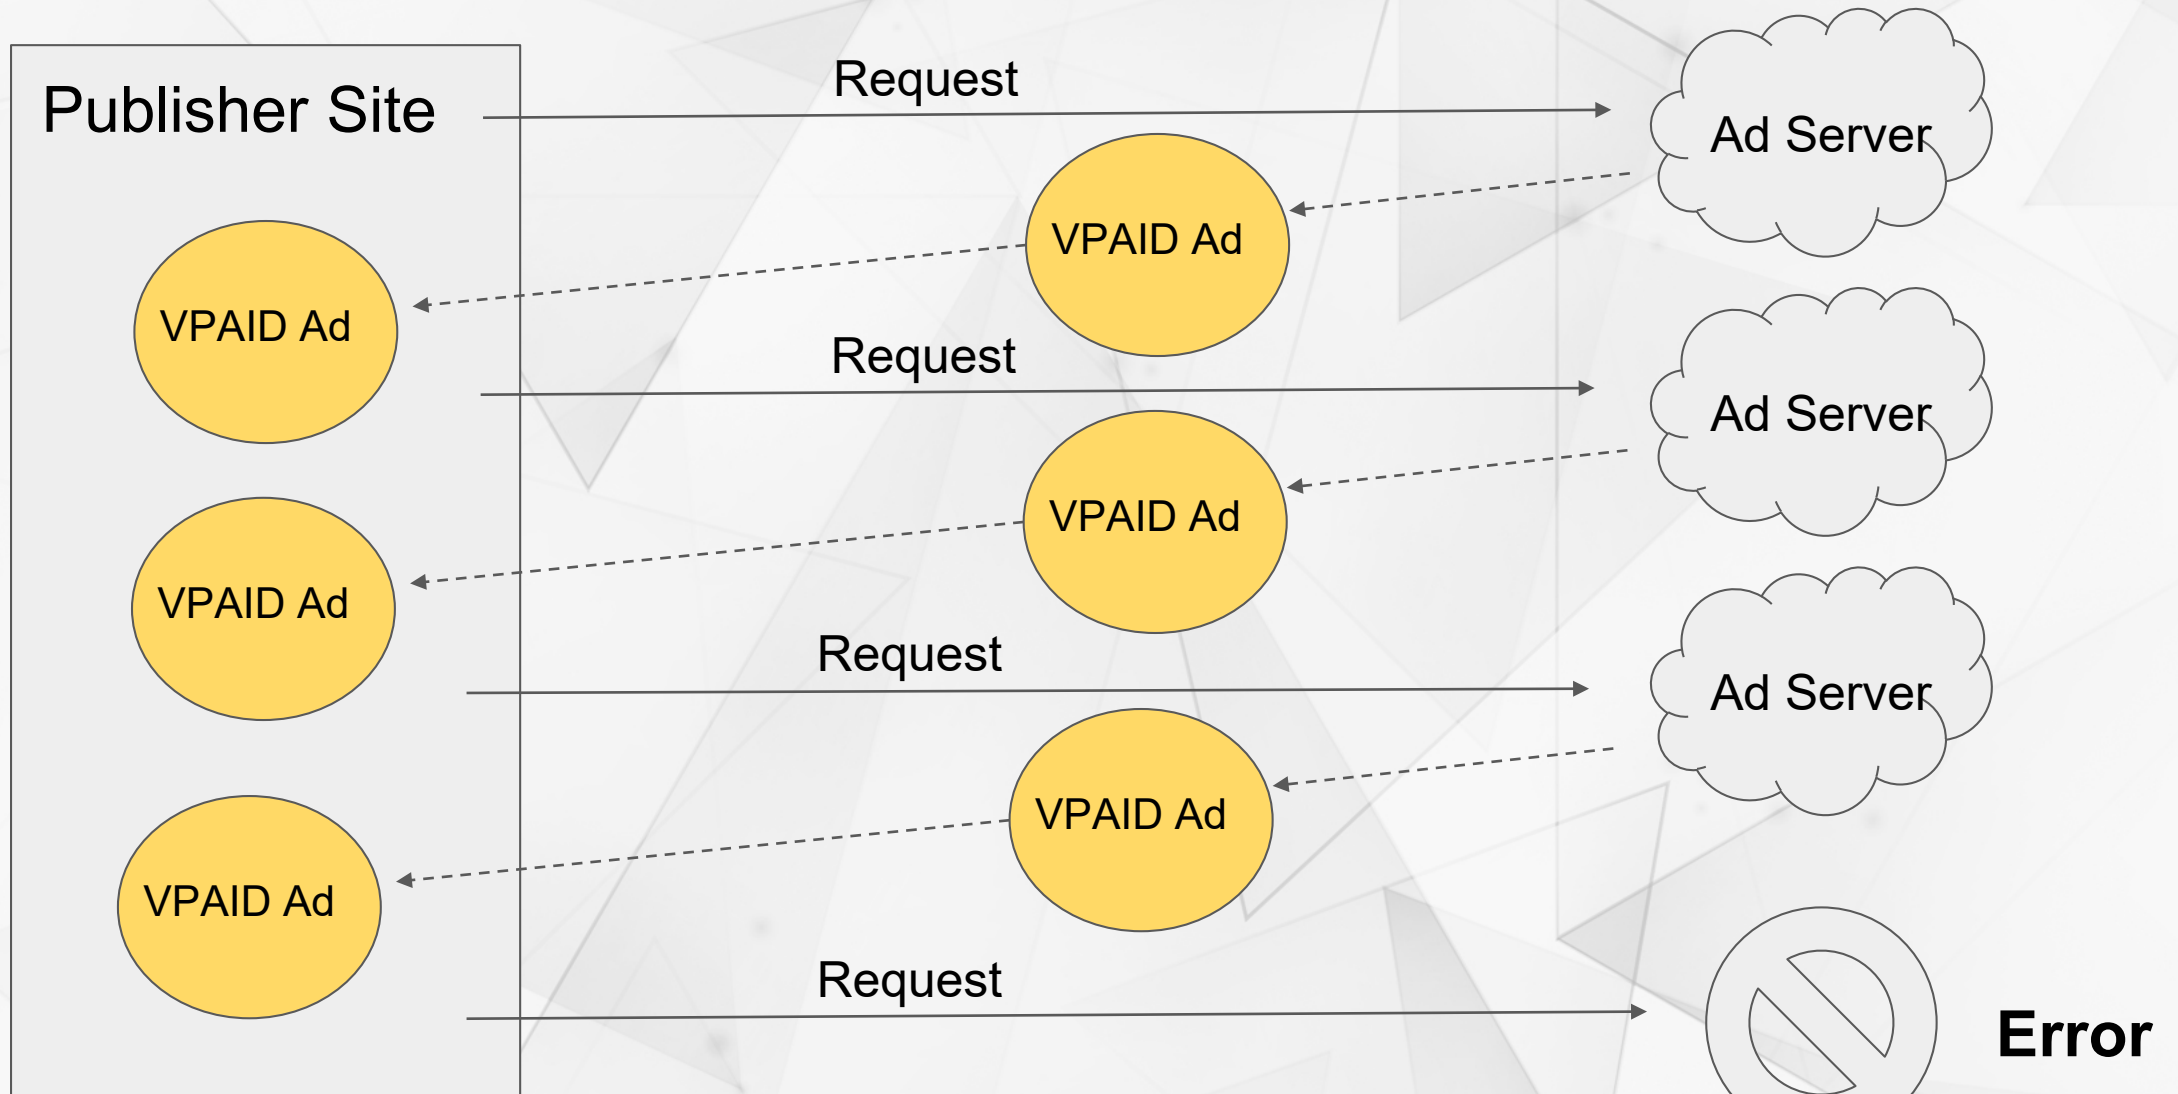 Request
Publisher Site
Ad Server
VPAID Ad
VPAID Ad
Request
Ad Server
VPAID Ad
VPAID Ad
Request
Ad Server
VPAID Ad
VPAID Ad
Request
Error